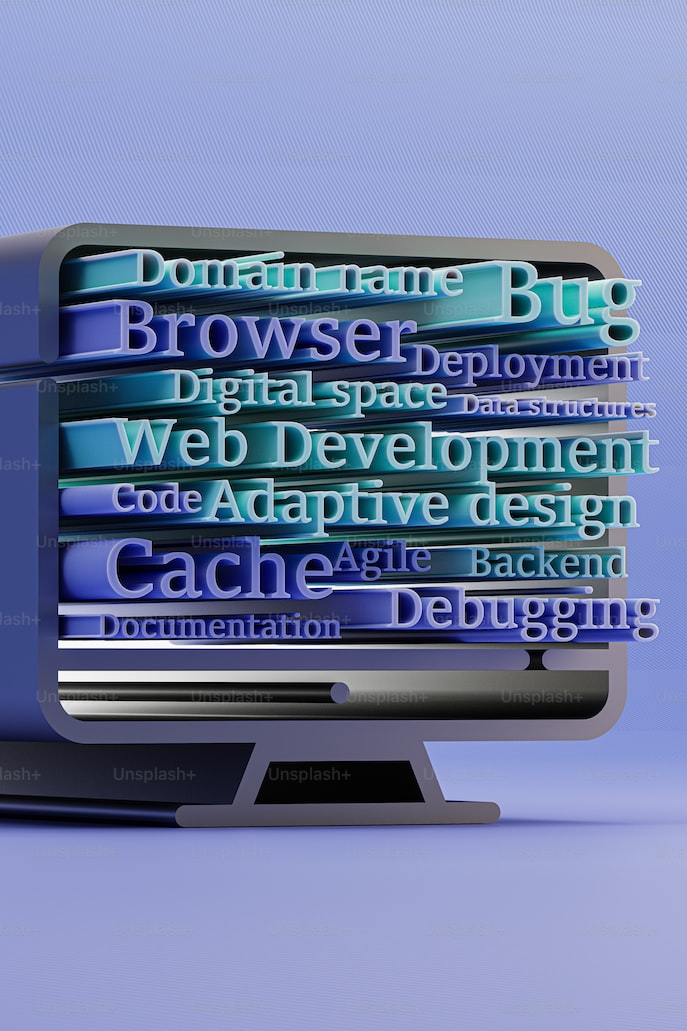 Domain name
Bug
Browser
Deployment
Digital space
Data structures
Web Development
Code Adaptive design
Cache Agile Backend
Debugging
Documentation
Unsplash+